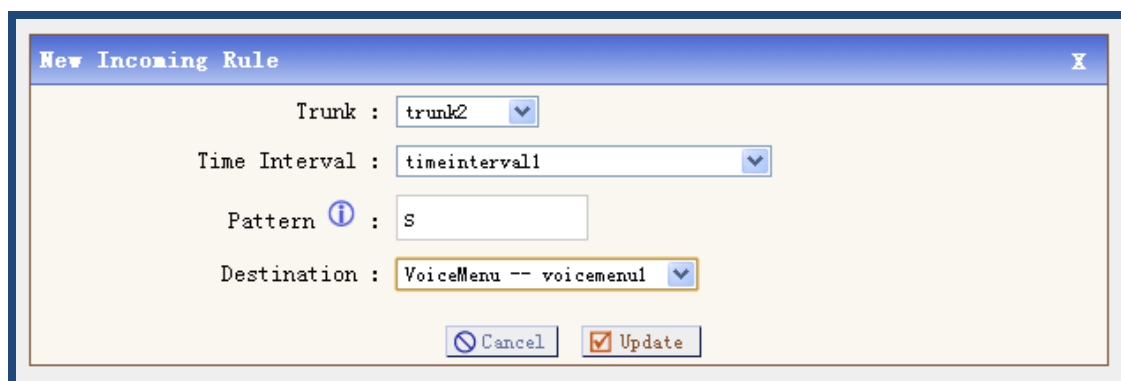 New Incoming Rule X
Trunk : trunk2
Time Interval : timeinterval1
Pattern i : s
Destination : VoiceMenu -- voicemenu1
Cancel Update